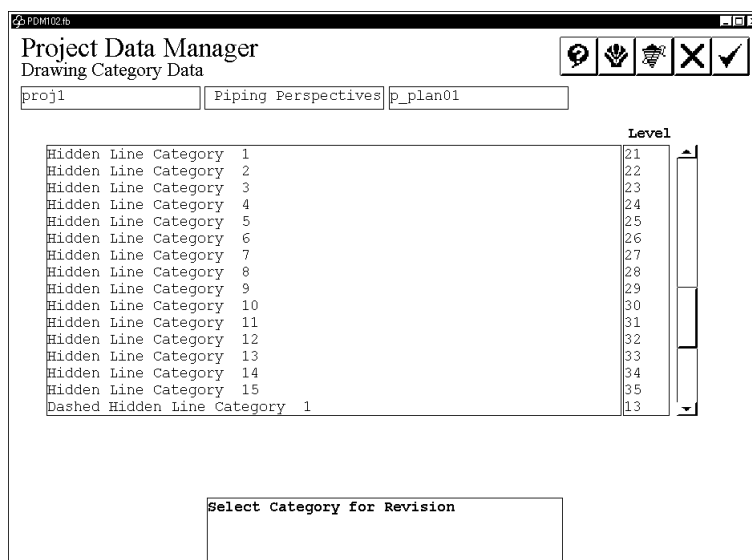 PDM102.fb
Project Data Manager
Drawing Category Data
proj1 Piping Perspectives p_plan01
Level
Hidden Line Category 1 21
Hidden Line Category 2 22
Hidden Line Category 3 23
Hidden Line Category 4 24
Hidden Line Category 5 25
Hidden Line Category 6 26
Hidden Line Category 7 27
Hidden Line Category 8 28
Hidden Line Category 9 29
Hidden Line Category 10 30
Hidden Line Category 11 31
Hidden Line Category 12 32
Hidden Line Category 13 33
Hidden Line Category 14 34
Hidden Line Category 15 35
Dashed Hidden Line Category 1 13
Select Category for Revision